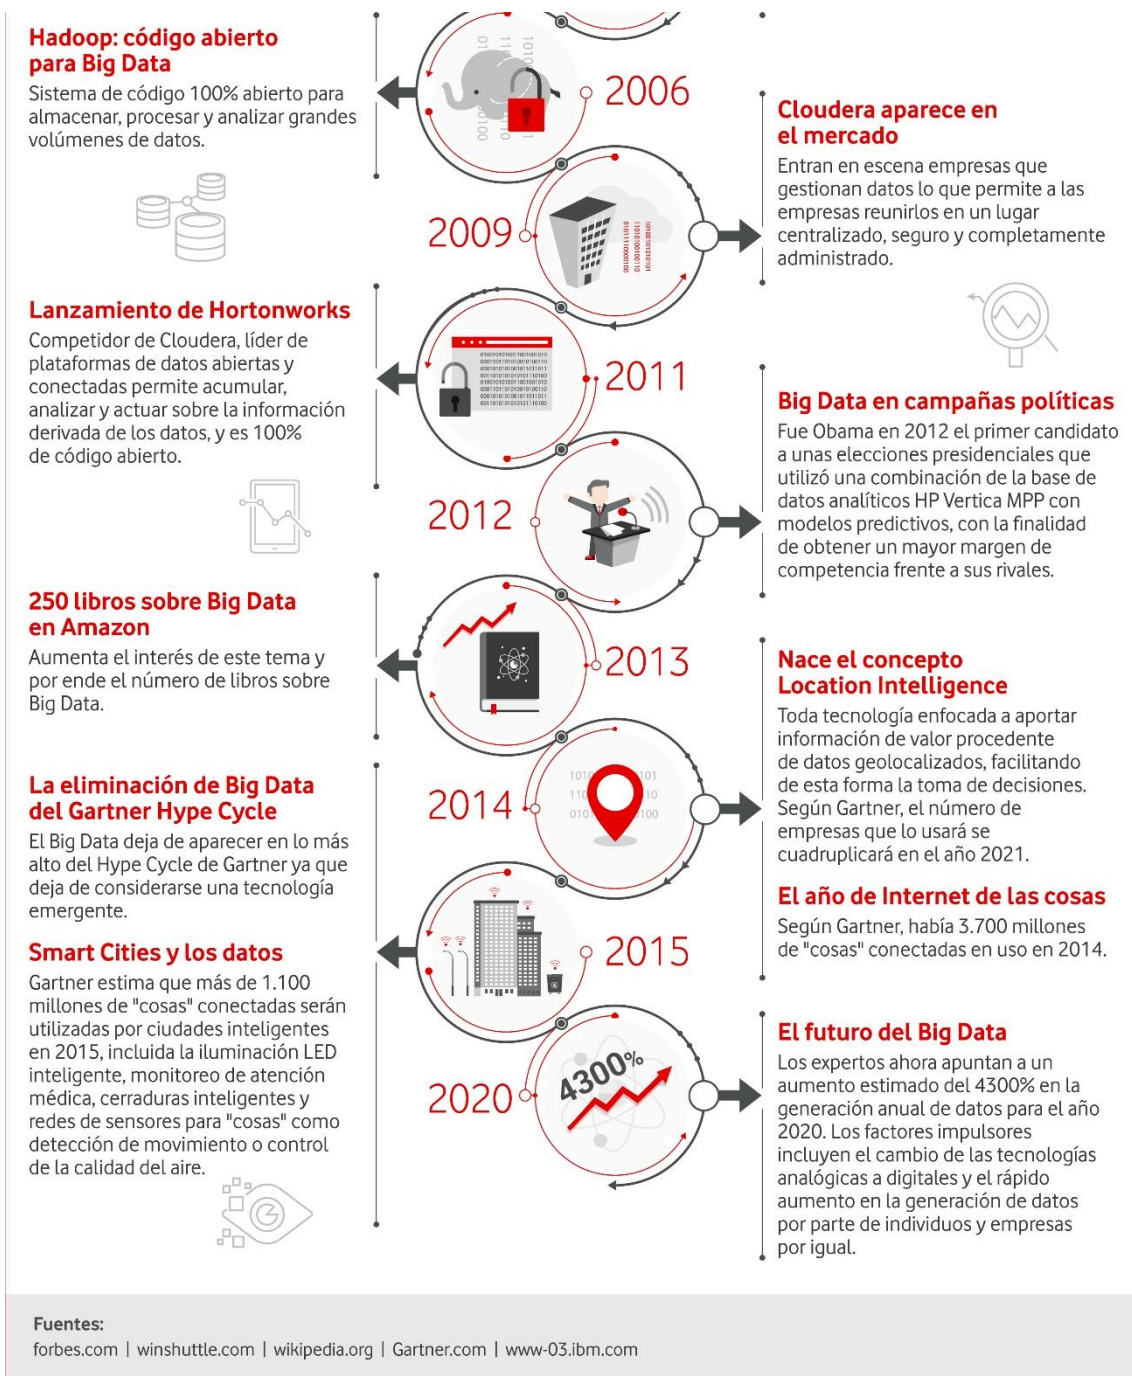 Hadoop: código abierto
para Big Data
Sistema de código 100% abierto para
almacenar, procesar y analizar grandes
volúmenes de datos.
2006
Cloudera aparece en
el mercado
Entran en escena empresas que
gestionan datos lo que permite a las
empresas reunirlos en un lugar
centralizado, seguro y completamente
administrado.
2009
Lanzamiento de Hortonworks
Competidor de Cloudera, líder de
plataformas de datos abiertas y
conectadas permite acumular,
analizar y actuar sobre la información
derivada de los datos, y es 100%
de código abierto.
2011
Big Data en campañas políticas
Fue Obama en 2012 el primer candidato
a unas elecciones presidenciales que
utilizó una combinación de la base de
datos analíticos HP Vertica MPP con
modelos predictivos, con la finalidad
de obtener un mayor margen de
competencia frente a sus rivales.
2012
250 libros sobre Big Data
en Amazon
Aumenta el interés de este tema y
por ende el número de libros sobre
Big Data.
2013
Nace el concepto
Location Intelligence
Toda tecnología enfocada a aportar
información de valor procedente
de datos geolocalizados, facilitando
de esta forma la toma de decisiones.
Según Gartner, el número de
empresas que lo usará se
cuadruplicará en el año 2021.
El año de Internet de las cosas
Según Gartner, había 3.700 millones
de "cosas" conectadas en uso en 2014.
2014
La eliminación de Big Data
del Gartner Hype Cycle
El Big Data deja de aparecer en lo más
alto del Hype Cycle de Gartner ya que
deja de considerarse una tecnología
emergente.
Smart Cities y los datos
Gartner estima que más de 1.100
millones de "cosas" conectadas serán
utilizadas por ciudades inteligentes
en 2015, incluida la iluminación LED
inteligente, monitoreo de atención
médica, cerraduras inteligentes y
redes de sensores para "cosas" como
detección de movimiento o control
de la calidad del aire.
2015
El futuro del Big Data
Los expertos ahora apuntan a un
aumento estimado del 4300% en la
generación anual de datos para el año
2020. Los factores impulsores
incluyen el cambio de las tecnologías
analógicas a digitales y el rápido
aumento en la generación de datos
por parte de individuos y empresas
por igual.
2020
4300%
Fuentes:
forbes.com | winshuttle.com | wikipedia.org | Gartner.com | www-03.ibm.com